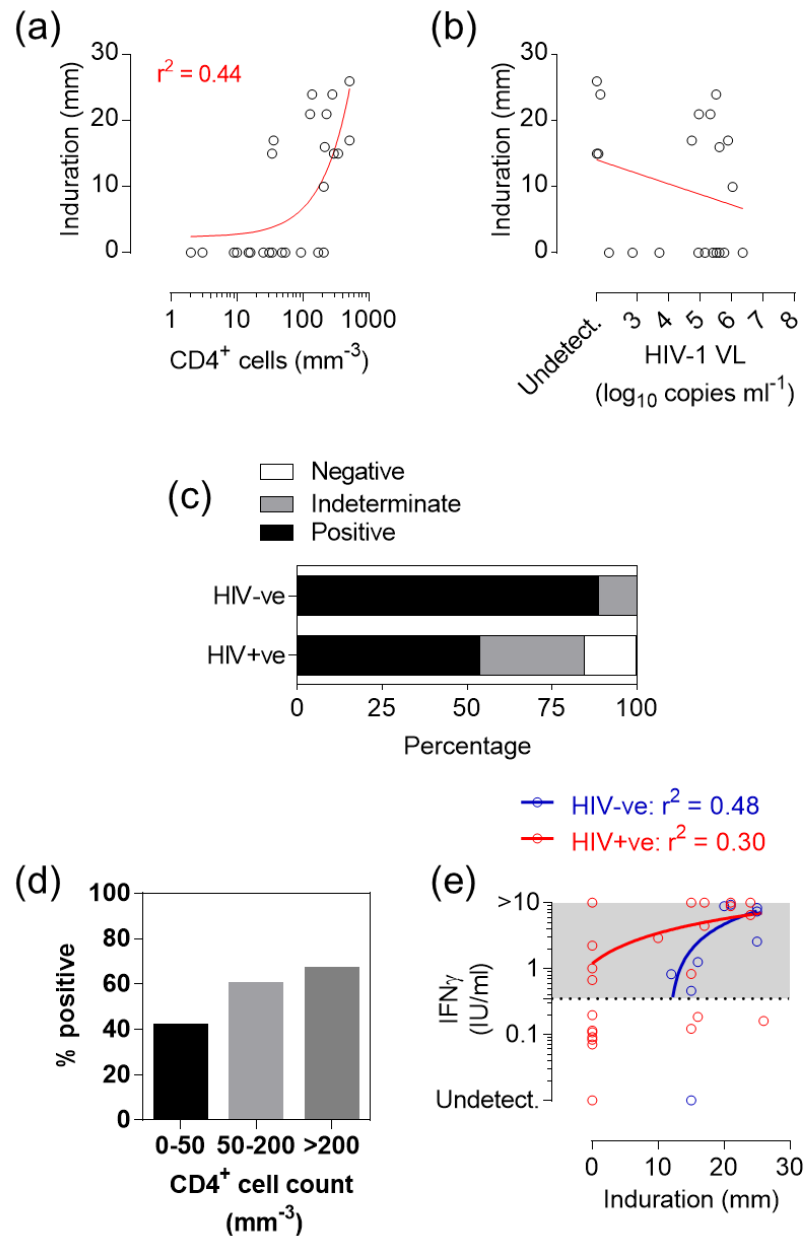 (a)
r² = 0.44
Induration (mm)
30
20
10
0
1
10
100
1000
CD4⁺ cells (mm⁻³)
(b)
Induration (mm)
30
20
10
0
Undetect.
3
4
5
6
7
8
HIV-1 VL
(log₁₀ copies ml⁻¹)
(c)
Negative
Indeterminate
Positive
HIV-ve
HIV+ve
0
25
50
75
100
Percentage
(d)
% positive
100
80
60
40
20
0
0-50
50-200
>200
CD4⁺ cell count
(mm⁻³)
HIV-ve: r² = 0.48
HIV+ve: r² = 0.30
(e)
IFNγ
(IU/ml)
>10
1
0.1
Undetect.
0
10
20
30
Induration (mm)